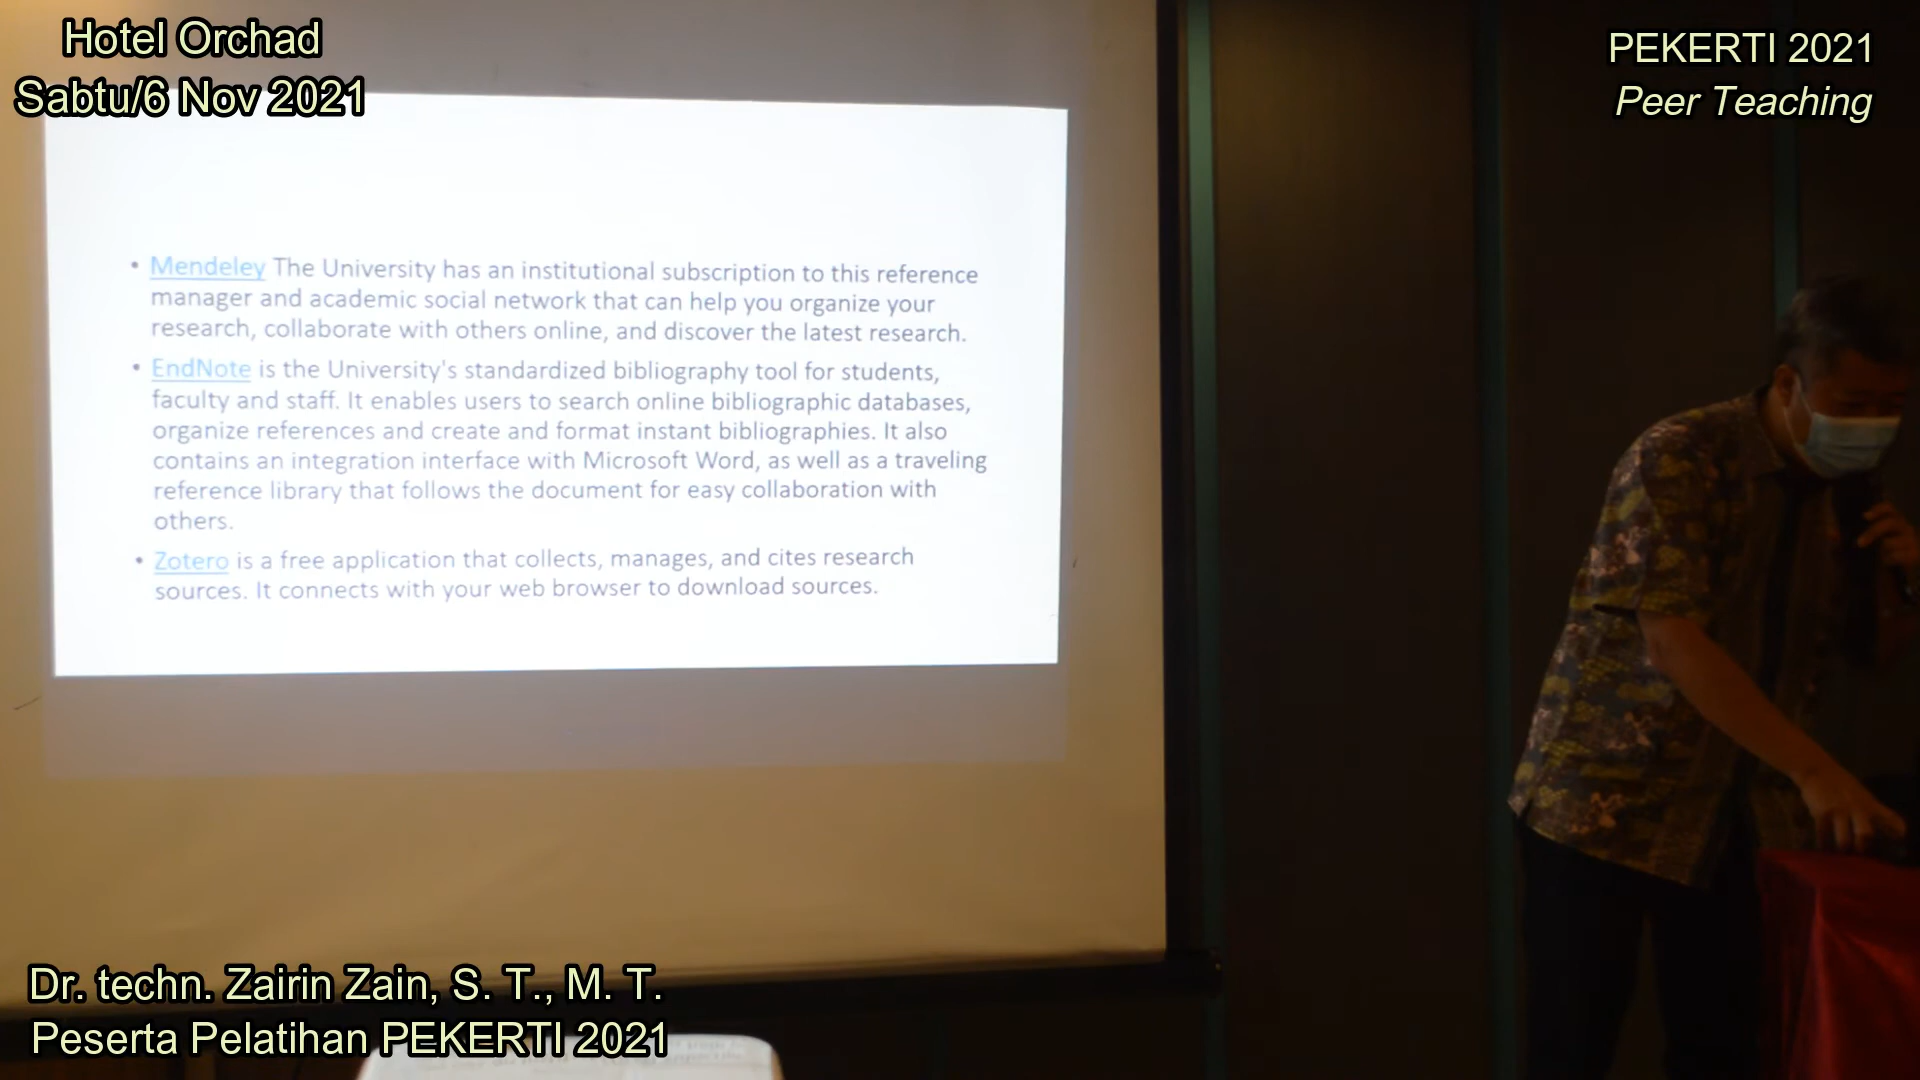 Hotel Orchad
Sabtu/6 Nov 2021
PEKERTI 2021
Peer Teaching
• Mendeley The University has an institutional subscription to this reference
manager and academic social network that can help you organize your
research, collaborate with others online, and discover the latest research.
• EndNote is the University's standardized bibliography tool for students,
faculty and staff. It enables users to search online bibliographic databases,
organize references and create and format instant bibliographies. It also
contains an integration interface with Microsoft Word, as well as a traveling
reference library that follows the document for easy collaboration with
others.
• Zotero is a free application that collects, manages, and cites research
sources. It connects with your web browser to download sources.
Dr. techn. Zairin Zain, S. T., M. T.
Peserta Pelatihan PEKERTI 2021